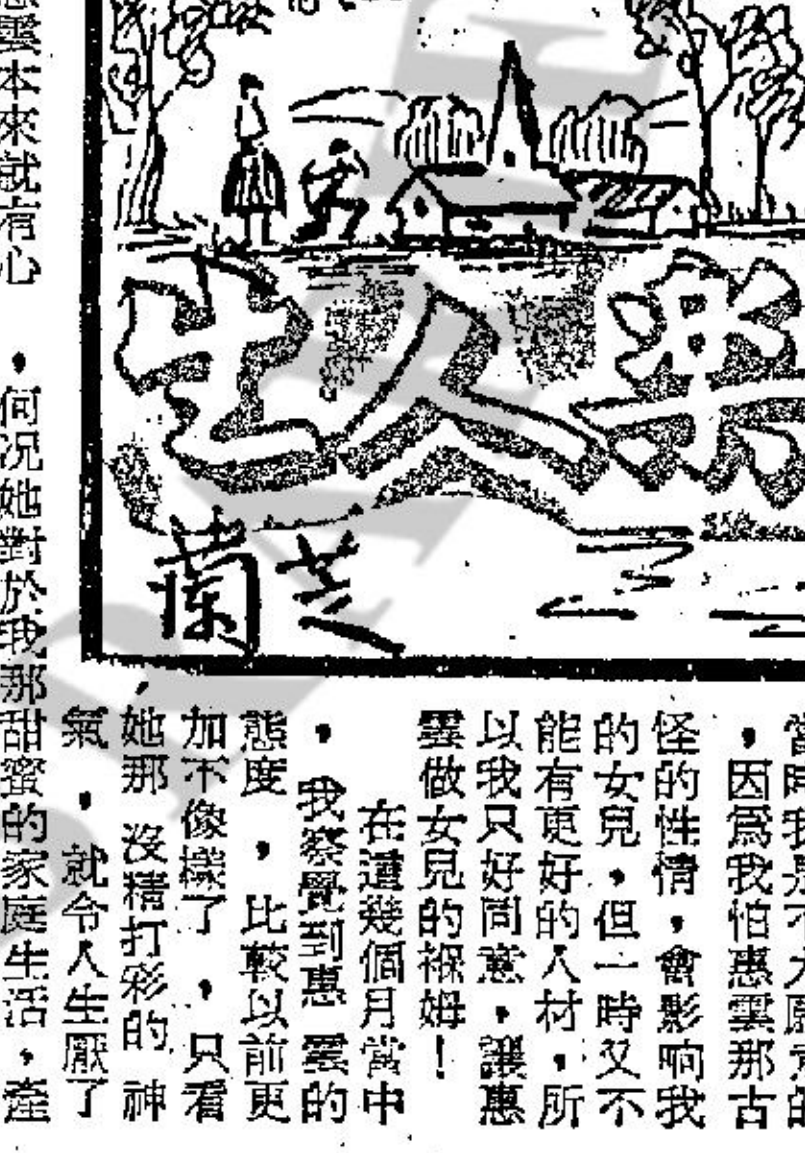 樂人生
芝蘭
當時我是不大願意的
，因爲我怕惠雲那古
怪的性情，會影响我
的女兒，但一時又不
能有更好的人材，所
以我只好同意，讓惠
雲做女兒的褓姆！
在這幾個月當中
，我察覺到惠雲的
態度，比較以前更
加不像樣了，只看
她那沒精打彩的神
氣，就令人生厭了
雲本來就有心，何況她對於我那甜蜜的家庭生活，產